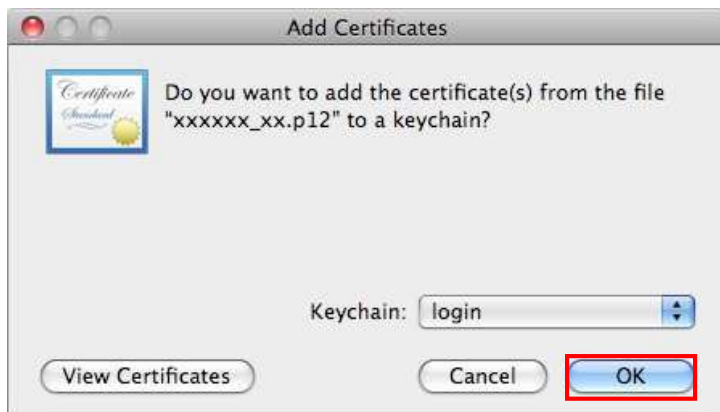 Add Certificates
Certificate
Standard
Do you want to add the certificate(s) from the file
"xxxxxx_xx.p12" to a keychain?
Keychain: login
View Certificates Cancel OK